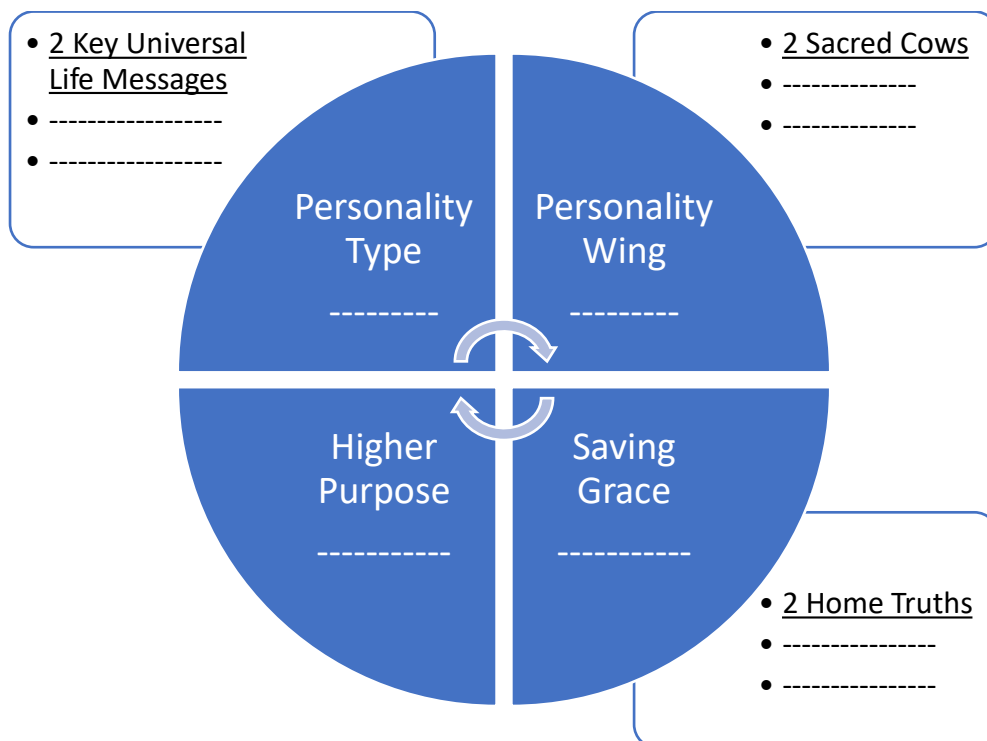 • 2 Key Universal
Life Messages
• -----------------
• -----------------
• 2 Sacred Cows
• --------------
• --------------
Personality
Type
---------
Personality
Wing
---------
Higher
Purpose
-----------
Saving
Grace
-----------
• 2 Home Truths
• ----------------
• ----------------